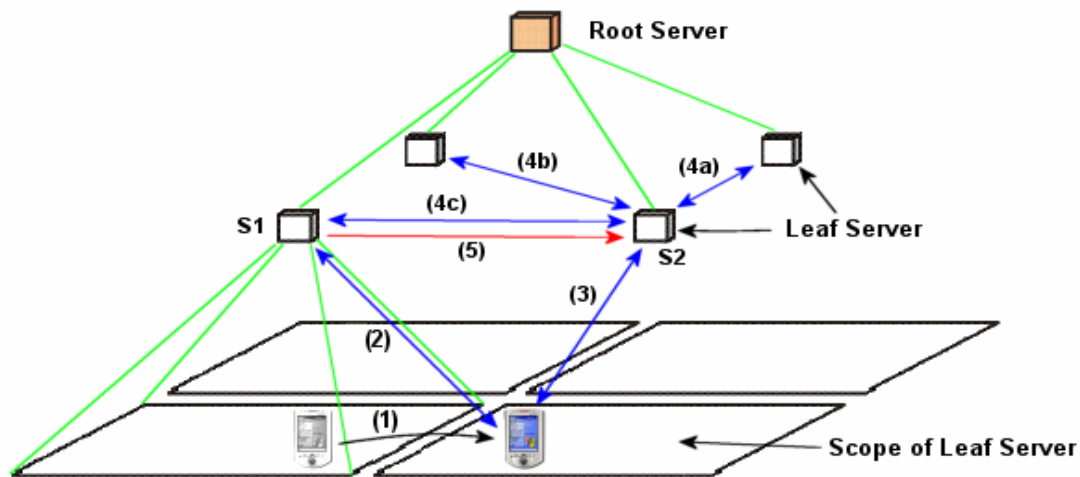 Root Server
(4b)
(4a)
(4c)
S1
Leaf Server
(5)
S2
(3)
(2)
(1)
Scope of Leaf Server